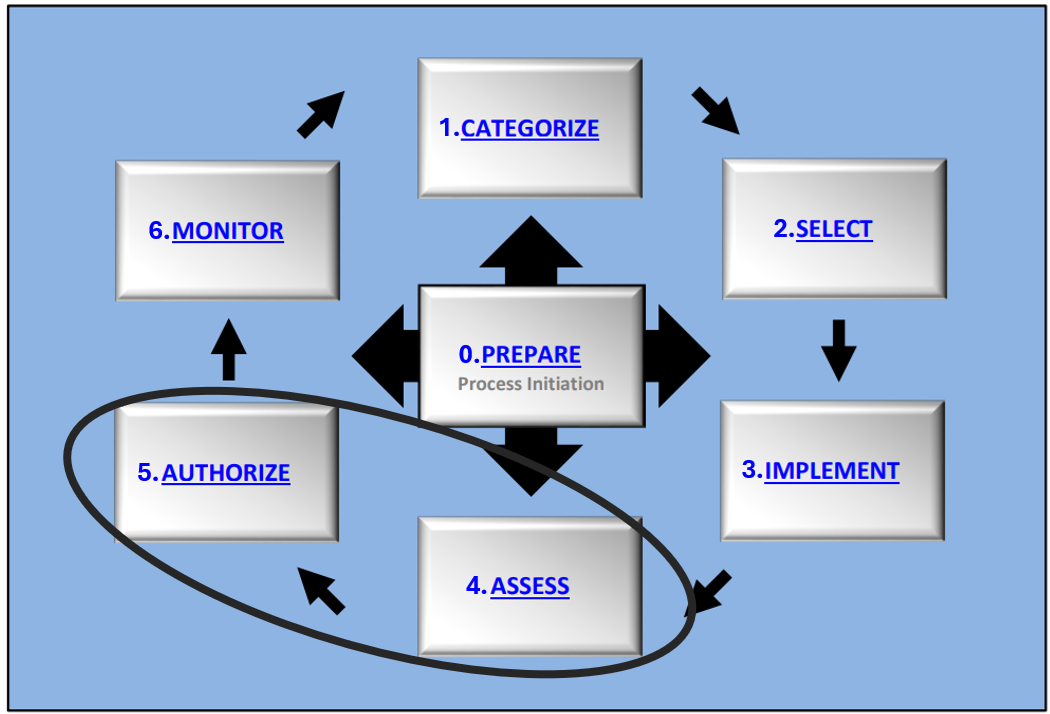 1.CATEGORIZE
6.MONITOR
2.SELECT
0.PREPARE
Process Initiation
5.AUTHORIZE
3.IMPLEMENT
4.ASSESS